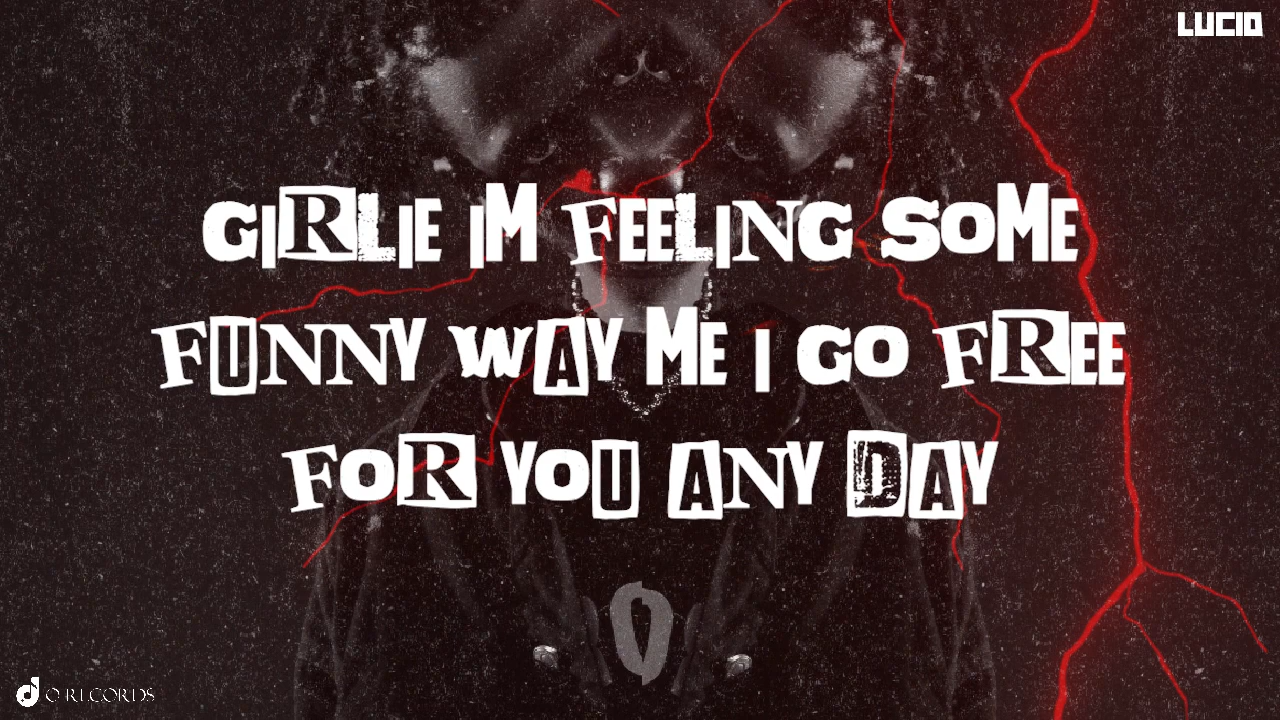 LUCIO
GIRLIE IM FEELING SOME
FUNNY WAY ME I GO FREE
FOR YOU ANY DAY
O RECORDS